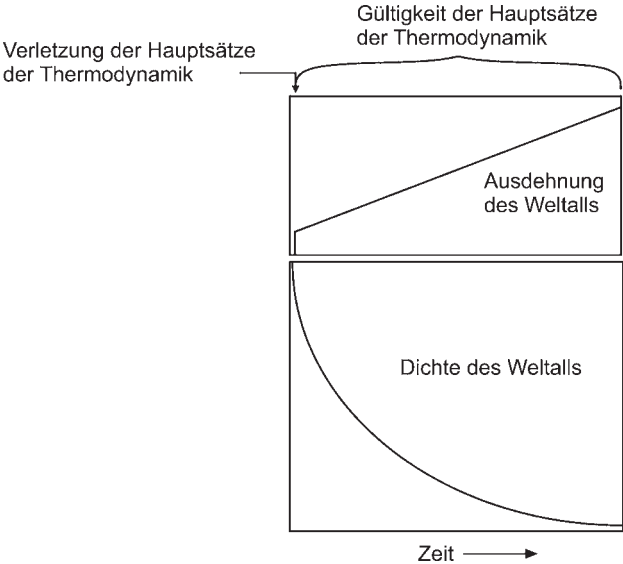 Gültigkeit der Hauptsätze
der Thermodynamik
Verletzung der Hauptsätze
der Thermodynamik
Ausdehnung
des Weltalls
Dichte des Weltalls
Zeit